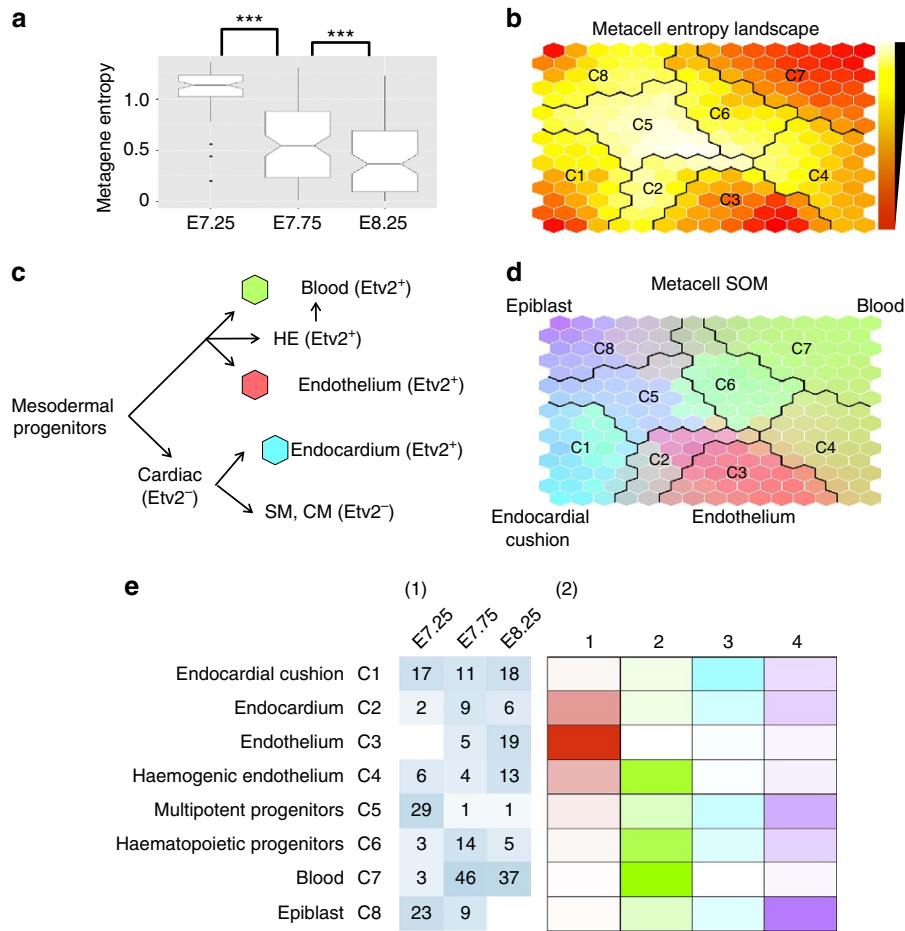 a
***
***
Metagene entropy
1.0
0.5
0
E7.25 E7.75 E8.25
b
Metacell entropy landscape
C8
C7
C6
C5
C1
C2
C4
C3
c
Blood (Etv2⁺)
HE (Etv2⁺)
Endothelium (Etv2⁺)
Mesodermal
progenitors
Endocardium (Etv2⁺)
Cardiac
(Etv2⁻)
SM, CM (Etv2⁻)
d
Metacell SOM
Epiblast
Blood
C8
C7
C6
C5
C1
C4
C2
C3
Endocardial
cushion
Endothelium
e
(1) (2)
E7.25 E7.75 E8.25
1 2 3 4
Endocardial cushion C1 17 11 18
Endocardium C2 2 9 6
Endothelium C3 5 19
Haemogenic endothelium C4 6 4 13
Multipotent progenitors C5 29 1 1
Haematopoietic progenitors C6 3 14 5
Blood C7 3 46 37
Epiblast C8 23 9